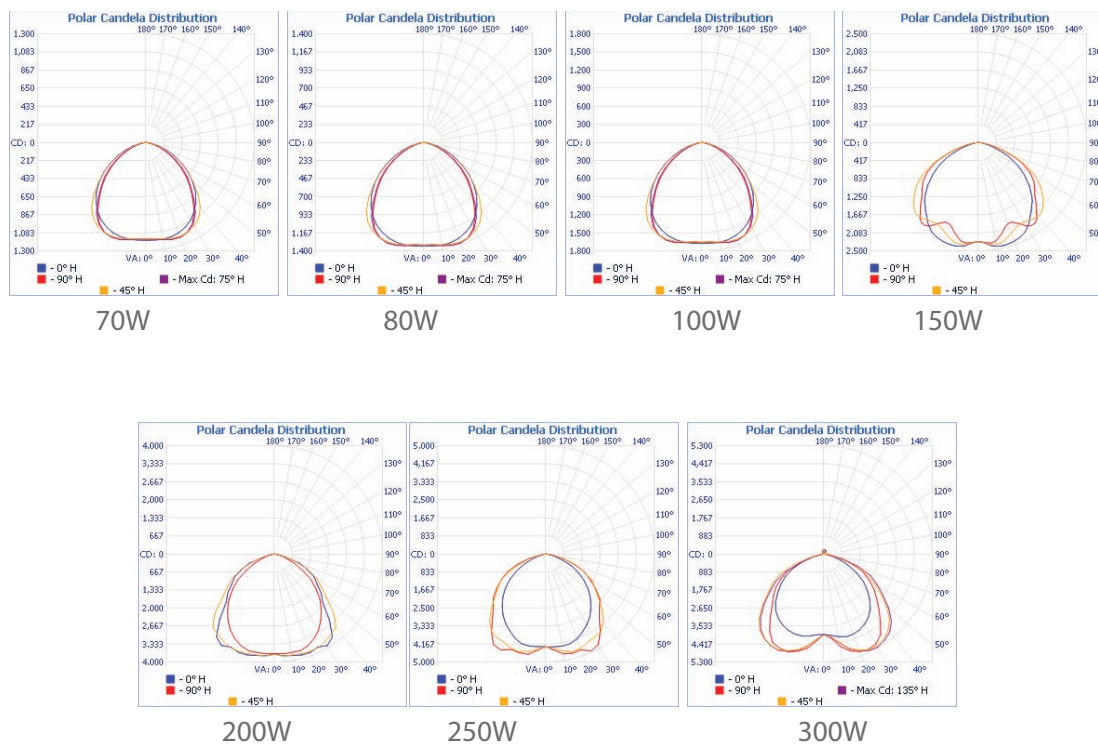 Polar Candela Distribution
1.300 180° 170° 160° 150° 140°
1,083 130°
867
650 120°
433 110°
217 100°
CD: 0 90°
217 80°
433 70°
650 60°
867
1.083 50°
1.300 VA: 0° 10° 20° 30° 40°
- 0° H
- 90° H - Max Cd: 75° H
- 45° H
70W
Polar Candela Distribution
1.400 180° 170° 160° 150° 140°
1,167 130°
933
700 120°
467 110°
233 100°
CD: 0 90°
233 80°
467 70°
700 60°
933
1.167 50°
1.400 VA: 0° 10° 20° 30° 40°
- 0° H
- 90° H - Max Cd: 75° H
- 45° H
80W
Polar Candela Distribution
1.800 180° 170° 160° 150° 140°
1,500 130°
1,200
900 120°
600 110°
300 100°
CD: 0 90°
300 80°
600 70°
900 60°
1,200
1.500 50°
1.800 VA: 0° 10° 20° 30° 40°
- 0° H
- 90° H - Max Cd: 75° H
- 45° H
100W
Polar Candela Distribution
2.500 180° 170° 160° 150° 140°
2,083 130°
1,667
1,250 120°
833 110°
417 100°
CD: 0 90°
417 80°
833 70°
1,250 60°
1,667
2.083 50°
2.500 VA: 0° 10° 20° 30° 40°
- 0° H
- 90° H
- 45° H
150W
Polar Candela Distribution
4.000 180° 170° 160° 150° 140°
3,333 130°
2,667
2,000 120°
1,333 110°
667 100°
CD: 0 90°
667 80°
1,333 70°
2,000 60°
2,667
3.333 50°
4.000 VA: 0° 10° 20° 30° 40°
- 0° H
- 90° H
- 45° H
200W
Polar Candela Distribution
5.000 180° 170° 160° 150° 140°
4,167 130°
3,333
2,500 120°
1,667 110°
833 100°
CD: 0 90°
833 80°
1,667 70°
2,500 60°
3,333
4.167 50°
5.000 VA: 0° 10° 20° 30° 40°
- 0° H
- 90° H
- 45° H
250W
Polar Candela Distribution
5.300 180° 170° 160° 150° 140°
4,417 130°
3,533
2,650 120°
1,767 110°
883 100°
CD: 0 90°
883 80°
1,767 70°
2,650 60°
3,533
4.417 50°
5.300 VA: 0° 10° 20° 30° 40°
- 0° H
- 90° H - Max Cd: 135° H
- 45° H
300W